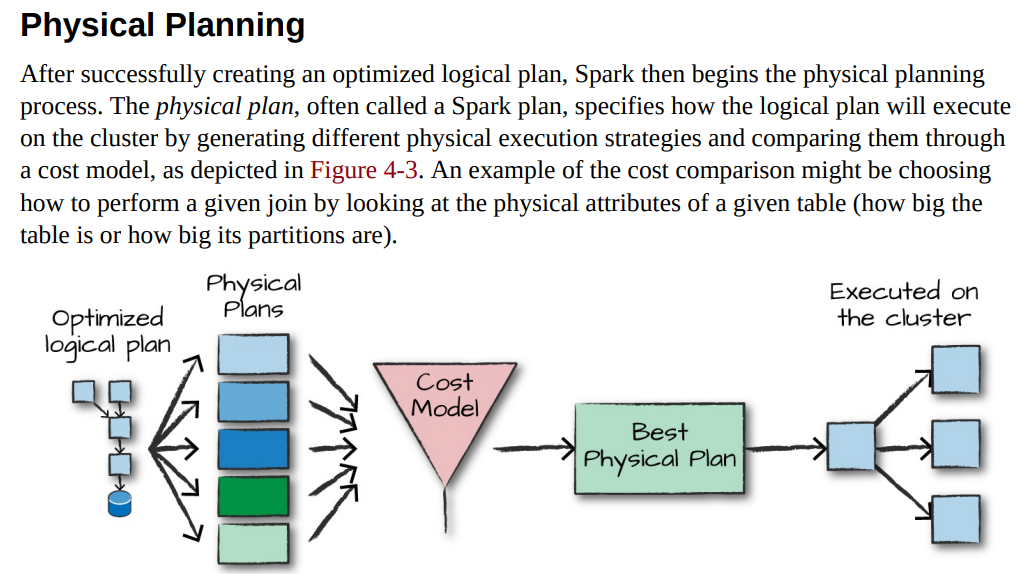 Physical Planning
After successfully creating an optimized logical plan, Spark then begins the physical planning
process. The physical plan, often called a Spark plan, specifies how the logical plan will execute
on the cluster by generating different physical execution strategies and comparing them through
a cost model, as depicted in Figure 4-3. An example of the cost comparison might be choosing
how to perform a given join by looking at the physical attributes of a given table (how big the
table is or how big its partitions are).
Optimized
logical plan
Physical
Plans
Cost
Model
Best
Physical Plan
Executed on
the cluster